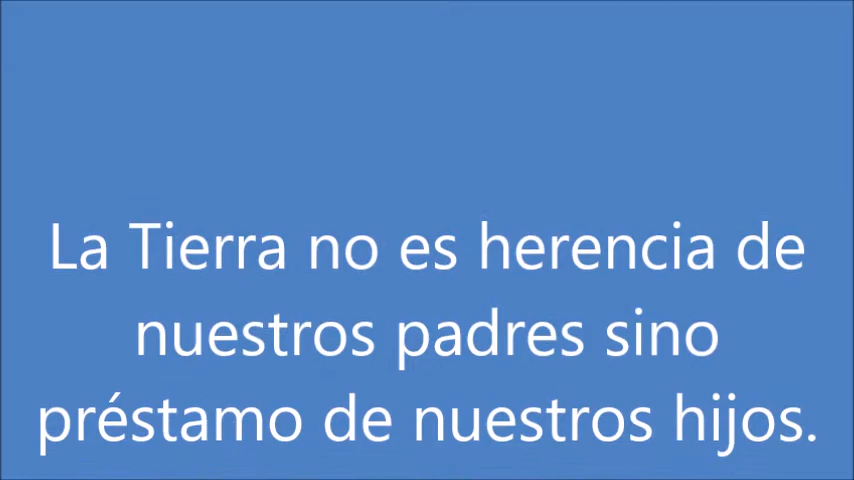 La Tierra no es herencia de
nuestros padres sino
préstamo de nuestros hijos.